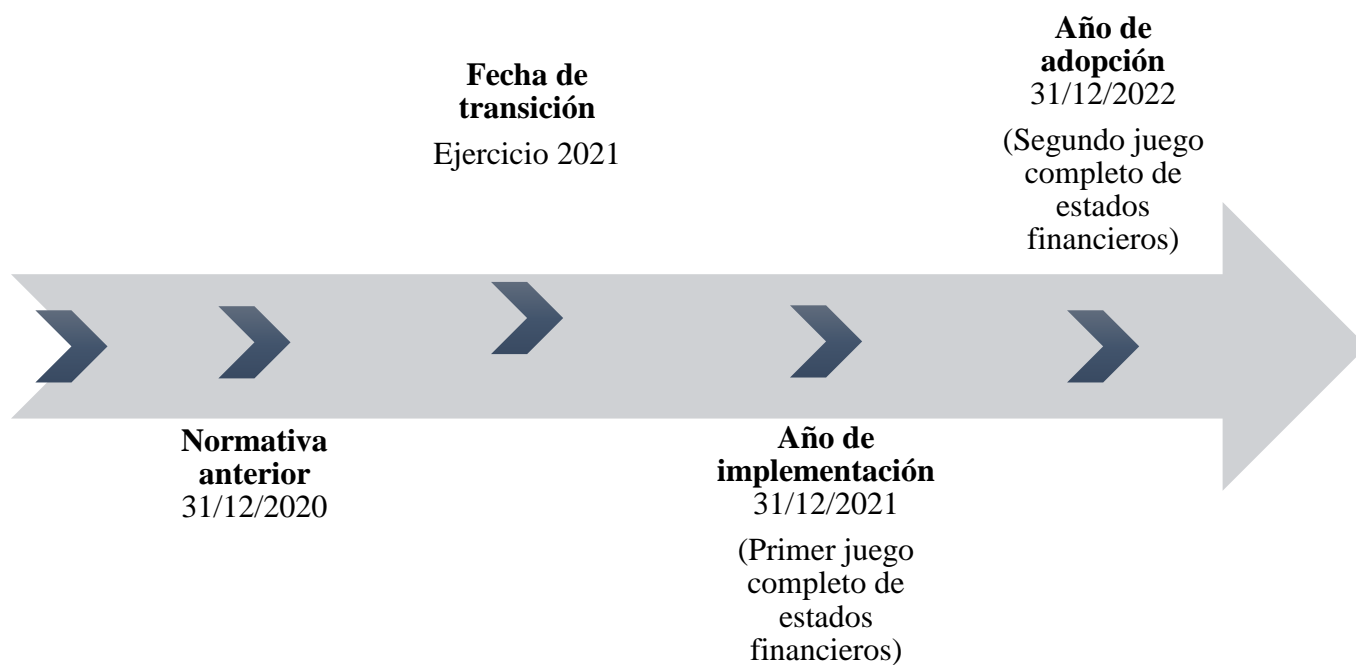 Normativa
anterior
31/12/2020
Fecha de
transición
Ejercicio 2021
Año de
implementación
31/12/2021
(Primer juego
completo de
estados
financieros)
Año de
adopción
31/12/2022
(Segundo juego
completo de
estados
financieros)